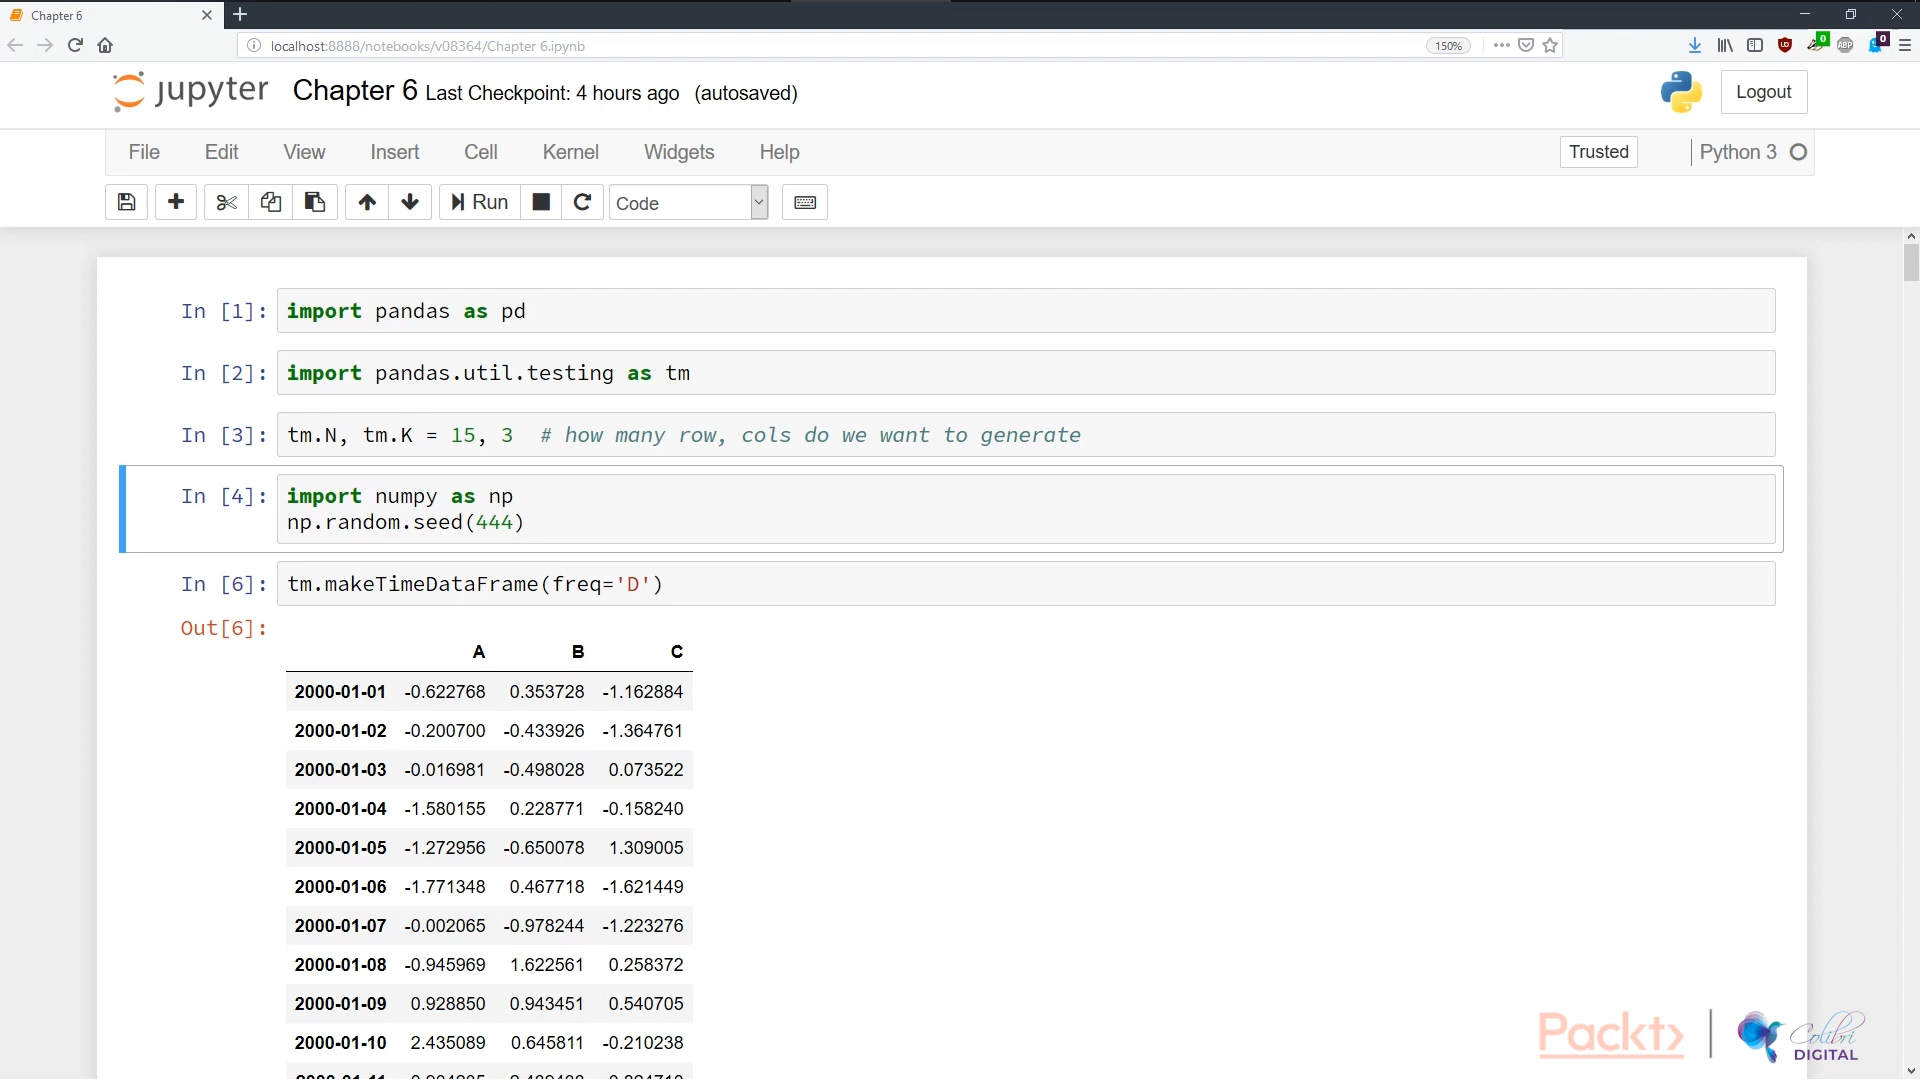 Chapter 6
localhost:8888/notebooks/v08364/Chapter 6.ipynb
150%
0
ABP
0
jupyter Chapter 6 Last Checkpoint: 4 hours ago (autosaved)
Logout
File Edit View Insert Cell Kernel Widgets Help
Trusted
Python 3
Run
Code
In [1]: import pandas as pd
In [2]: import pandas.util.testing as tm
In [3]: tm.N, tm.K = 15, 3 # how many row, cols do we want to generate
In [4]: import numpy as np
np.random.seed(444)
In [6]: tm.makeTimeDataFrame(freq='D')
Out[6]:
A B C
2000-01-01 -0.622768 0.353728 -1.162884
2000-01-02 -0.200700 -0.433926 -1.364761
2000-01-03 -0.016981 -0.498028 0.073522
2000-01-04 -1.580155 0.228771 -0.158240
2000-01-05 -1.272956 -0.650078 1.309005
2000-01-06 -1.771348 0.467718 -1.621449
2000-01-07 -0.002065 -0.978244 -1.223276
2000-01-08 -0.945969 1.622561 0.258372
2000-01-09 0.928850 0.943451 0.540705
2000-01-10 2.435089 0.645811 -0.210238
Packt>
Colibri
DIGITAL